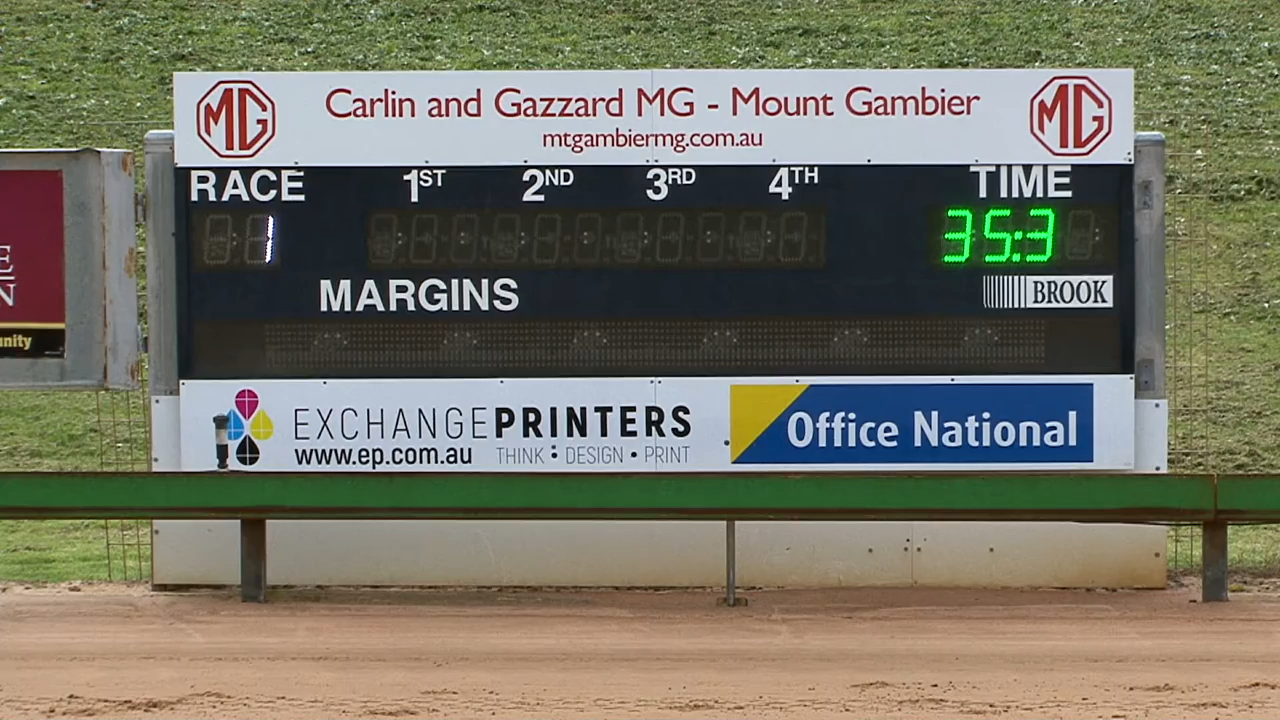 MG Carlin and Gazzard MG - Mount Gambier MG
mtgambiermg.com.au
RACE 1ST 2ND 3RD 4TH TIME
1 35:3
MARGINS BROOK
E
N
unity
EXCHANGEPRINTERS
www.ep.com.au THINK : DESIGN • PRINT
Office National